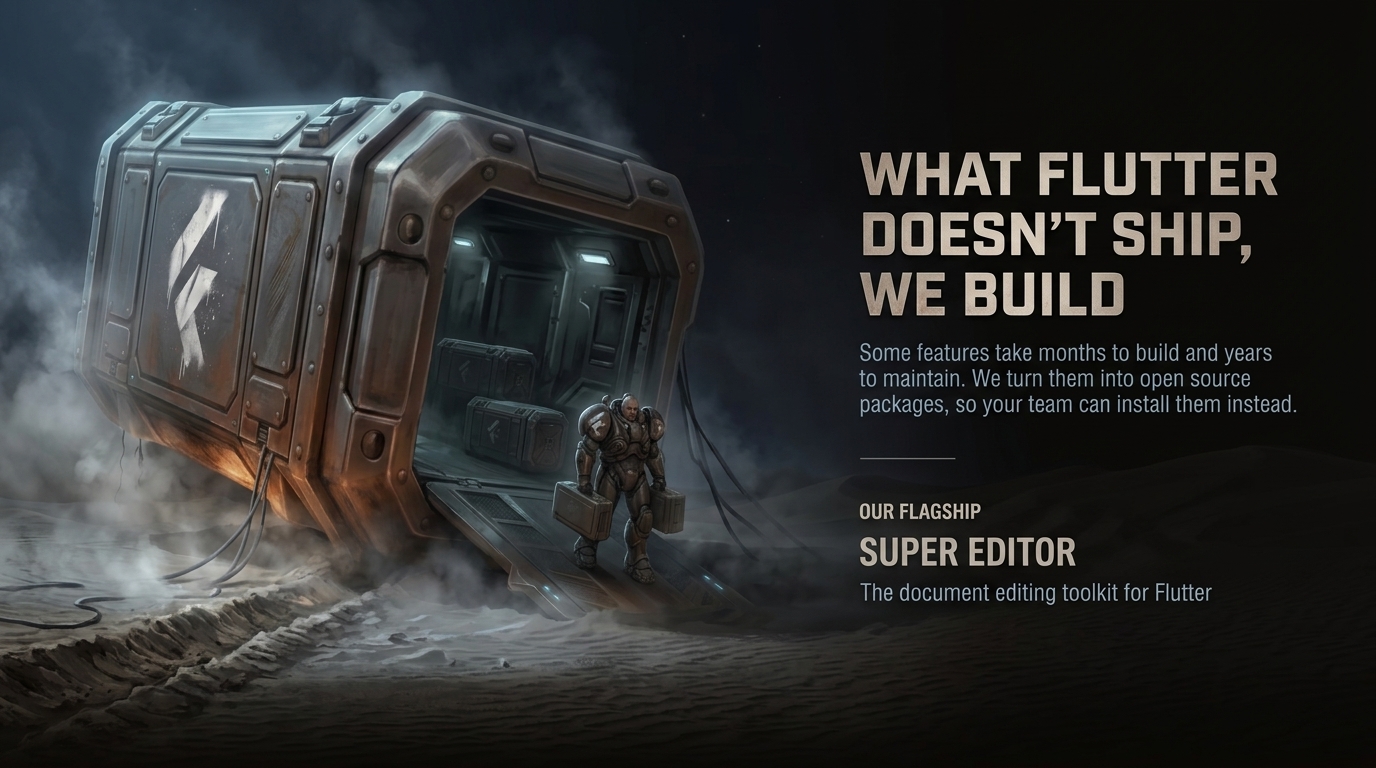 WHAT FLUTTER
DOESN'T SHIP,
WE BUILD
Some features take months to build and years
to maintain. We turn them into open source
packages, so your team can install them instead.
OUR FLAGSHIP
SUPER EDITOR
The document editing toolkit for Flutter